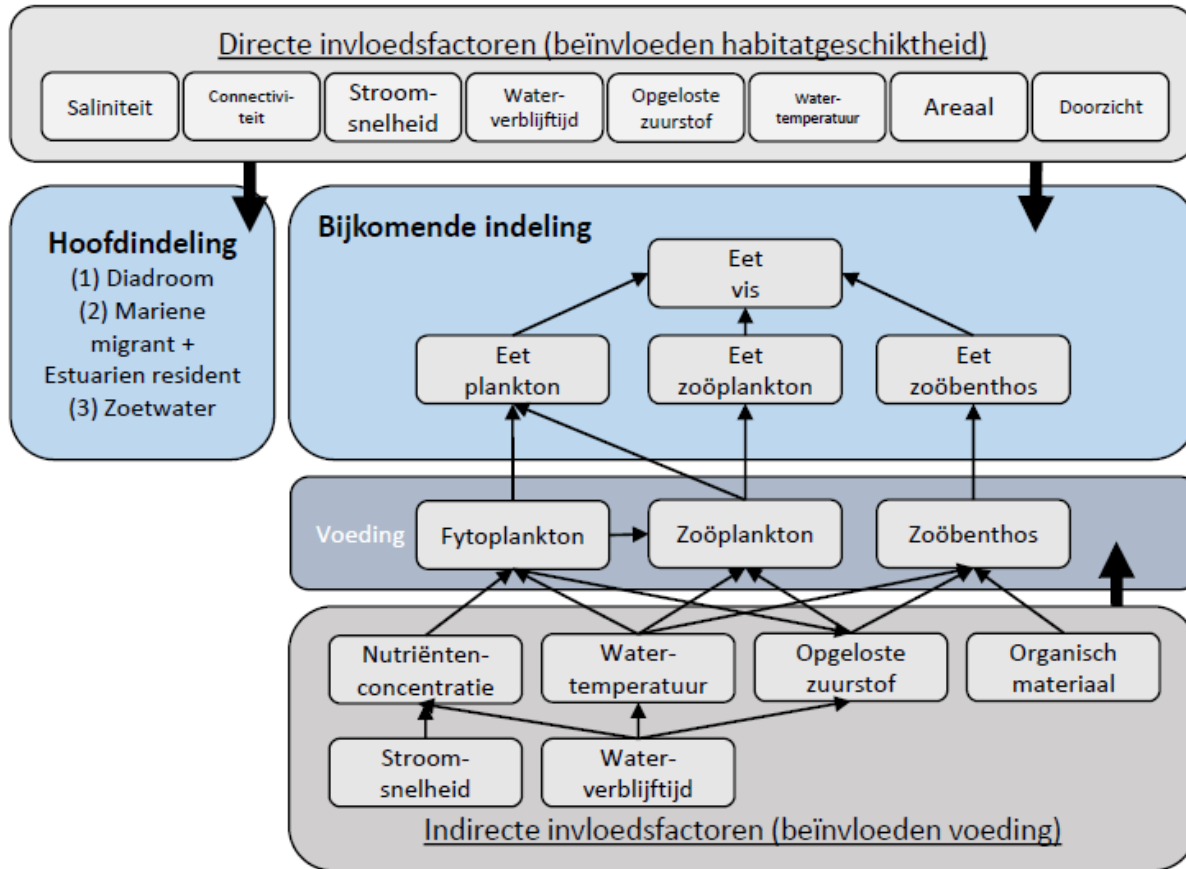 Directe invloedsfactoren (beïnvloeden habitatgeschiktheid)
Saliniteit
Connectivi-
teit
Stroom-
snelheid
Water-
verblijftijd
Opgeloste
zuurstof
Water-
temperatuur
Areaal
Doorzicht
Hoofdindeling
(1) Diadroom
(2) Mariene
migrant +
Estuarien resident
(3) Zoetwater
Bijkomende indeling
Eet
vis
Eet
plankton
Eet
zoöplankton
Eet
zoöbenthos
Voeding
Fytoplankton
Zoöplankton
Zoöbenthos
Nutriënten-
concentratie
Water-
temperatuur
Opgeloste
zuurstof
Organisch
materiaal
Stroom-
snelheid
Water-
verblijftijd
Indirecte invloedsfactoren (beïnvloeden voeding)